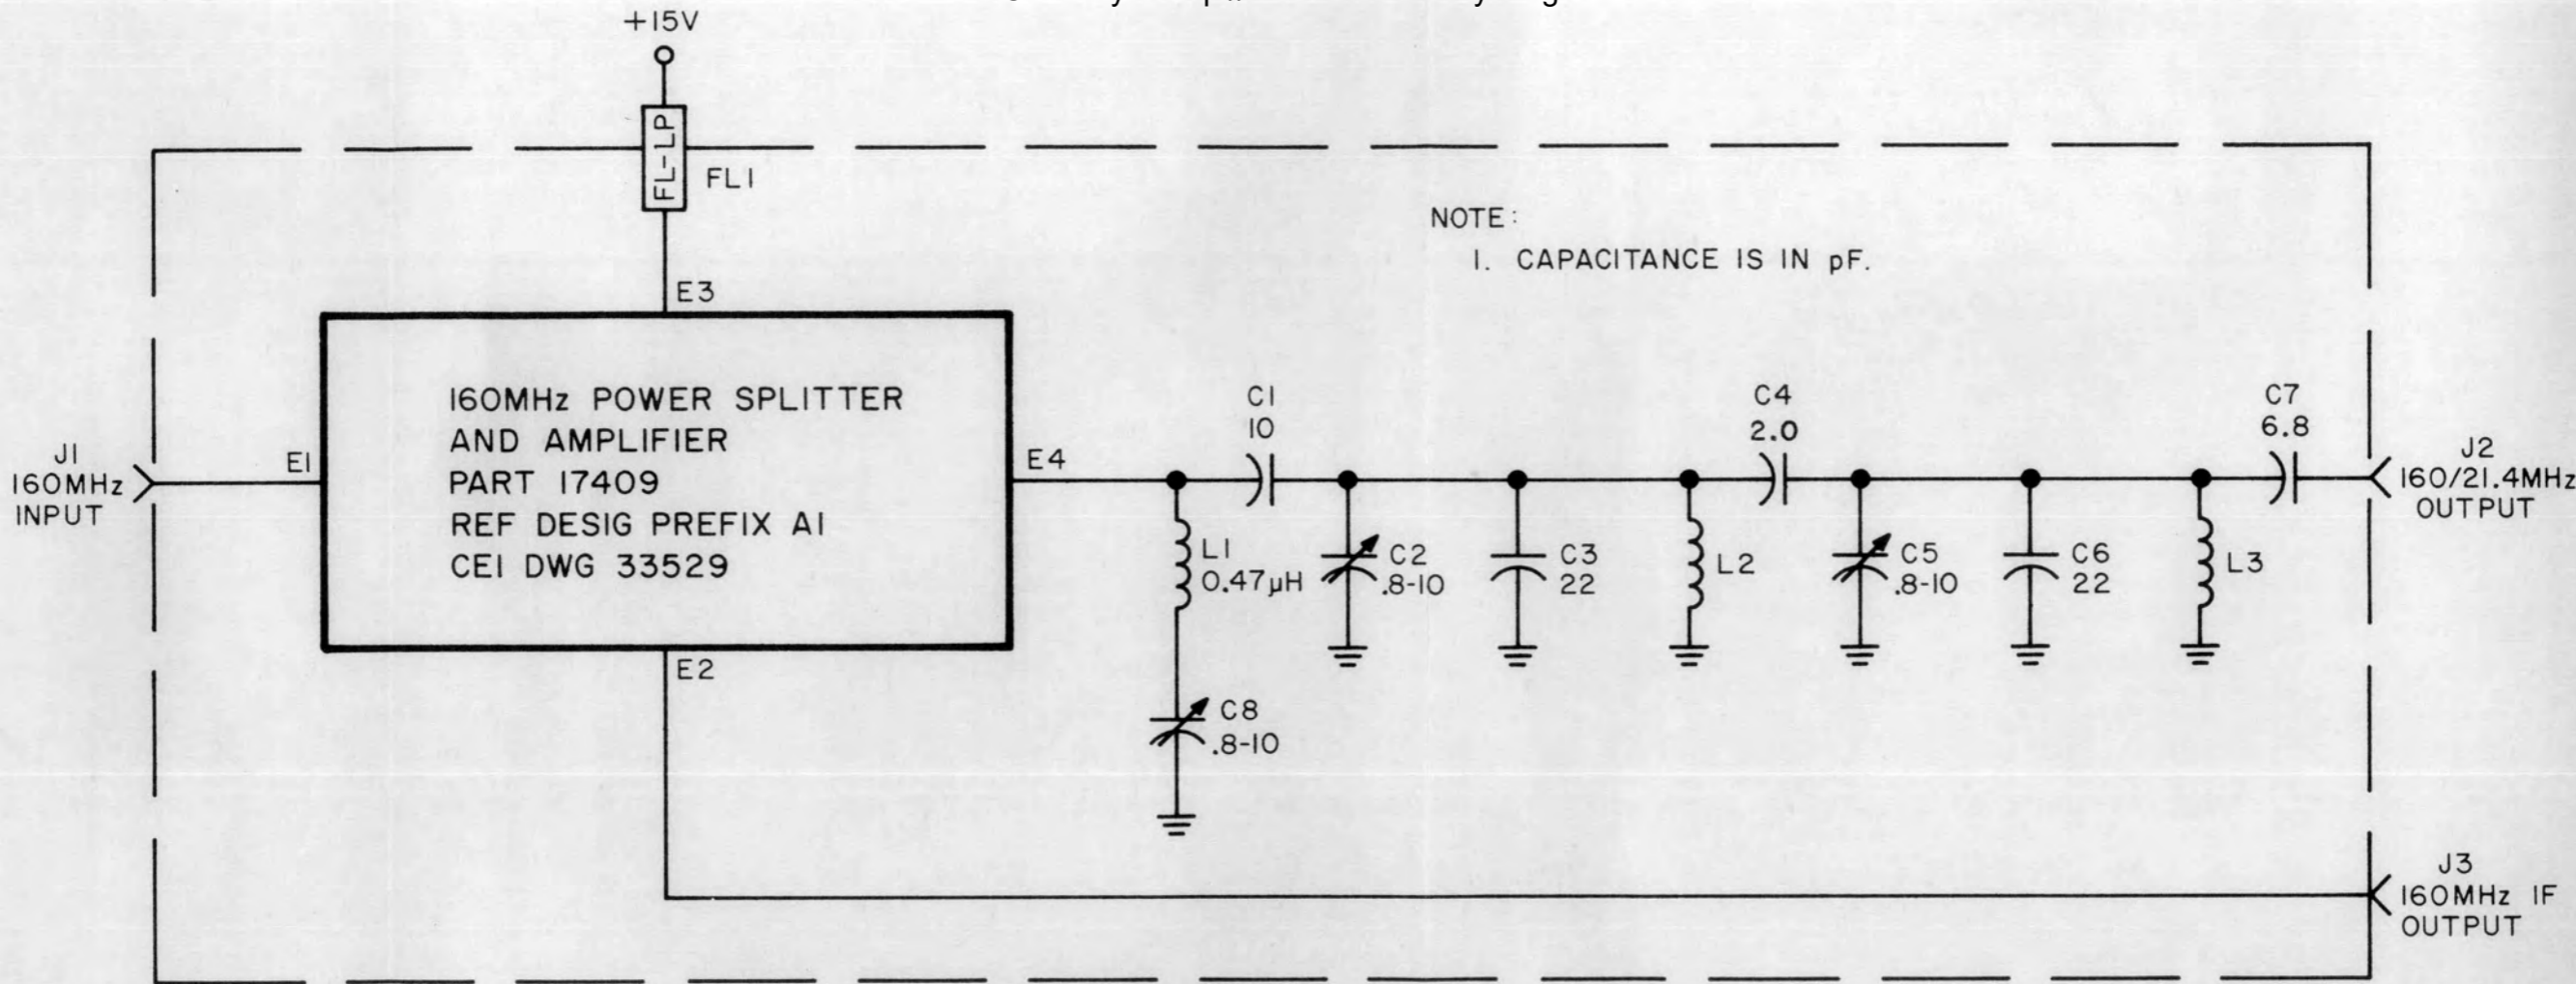 +15V
FL-LP
FL1
NOTE:
1. CAPACITANCE IS IN pF.
E3
160MHz POWER SPLITTER
AND AMPLIFIER
PART 17409
REF DESIG PREFIX A1
CEI DWG 33529
J1
160MHz
INPUT
E1
E4
E2
C1
10
C4
2.0
C7
6.8
J2
160/21.4MHz
OUTPUT
L1
0.47µH
C2
.8-10
C3
22
L2
C5
.8-10
C6
22
L3
C8
.8-10
J3
160MHz IF
OUTPUT